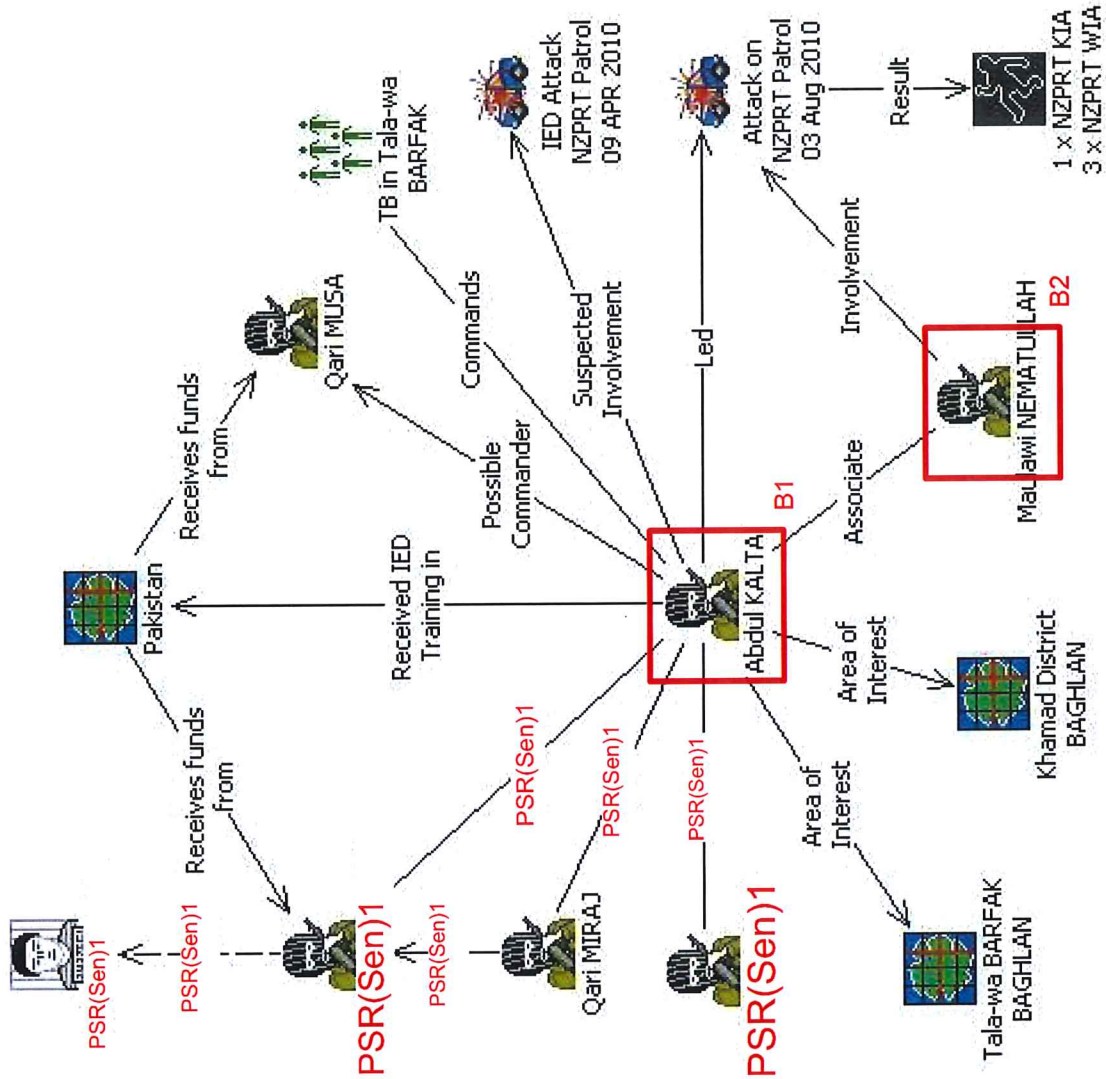 PSR(Sen)1
PSR(Sen)1
Receives funds
from
Pakistan
Receives funds
from
Qari MUSA
TB in Tala-wa
BARFAK
PSR(Sen)1
PSR(Sen)1
Qari MIRAJ
PSR(Sen)1
PSR(Sen)1
PSR(Sen)1
PSR(Sen)1
Received IED
Training in
Possible
Commander
Commands
Suspected
Involvement
IED Attack
NZPRT Patrol
09 APR 2010
Abdul KALTA
B1
Led
Attack on
NZPRT Patrol
03 Aug 2010
Area of
Interest
Tala-wa BARFAK
BAGHLAN
Area of
Interest
Khamad District
BAGHLAN
Associate
Maulawi NEMATULLAH
B2
Involvement
Result
1 x NZPRT KIA
3 x NZPRT WIA